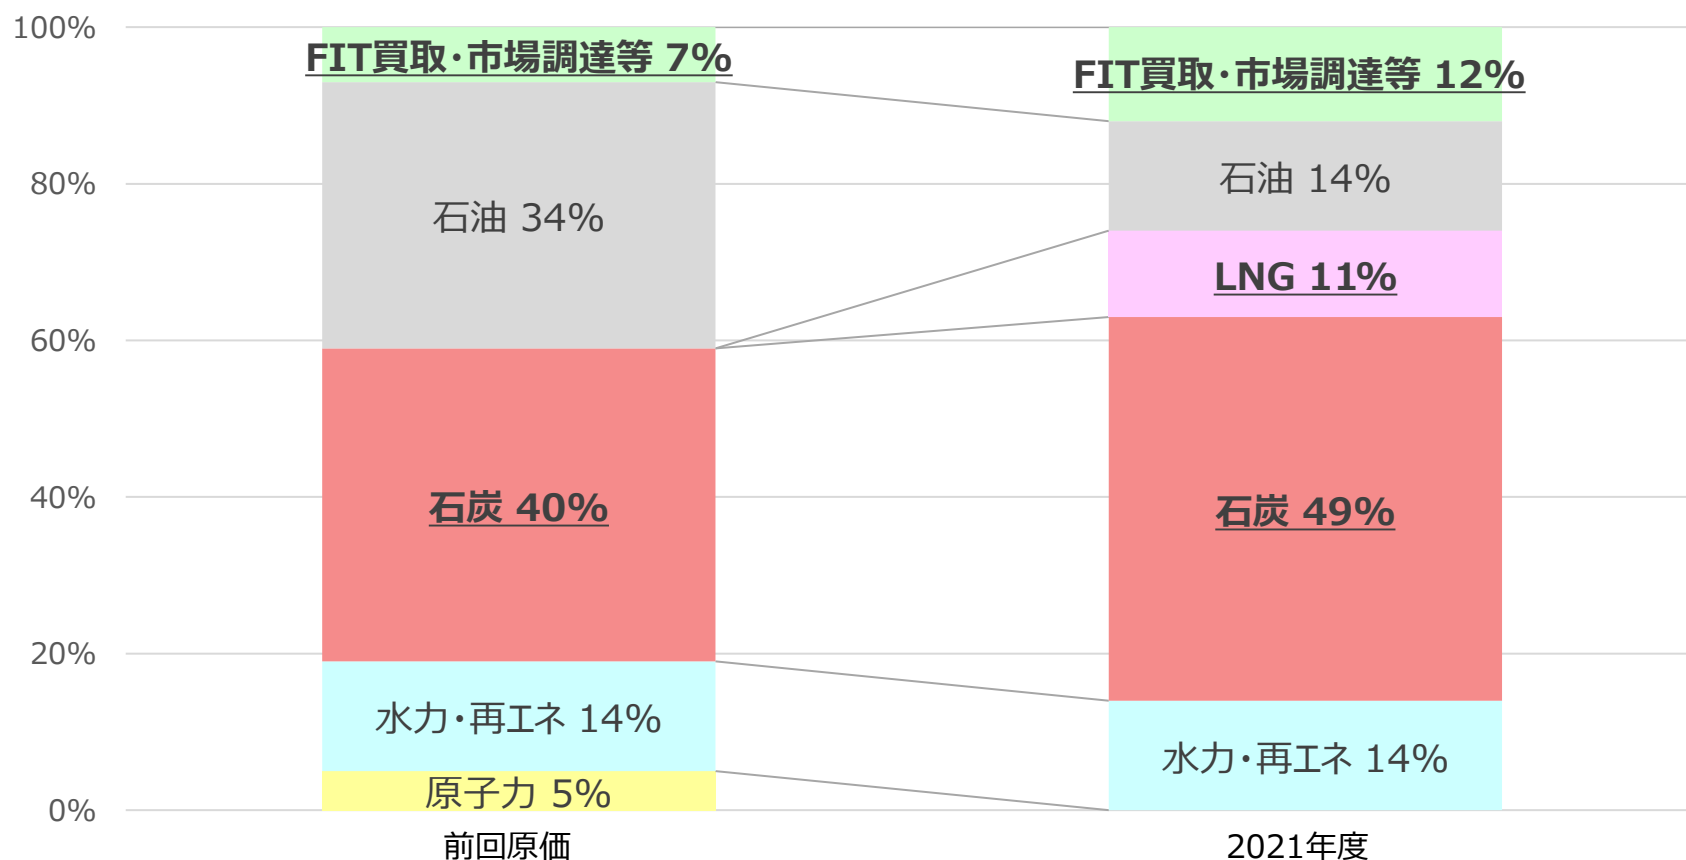 100%
80%
60%
40%
20%
0%
FIT買取・市場調達等 7%
石油 34%
石炭 40%
水力・再エネ 14%
原子力 5%
前回原価
FIT買取・市場調達等 12%
石油 14%
LNG 11%
石炭 49%
水力・再エネ 14%
2021年度